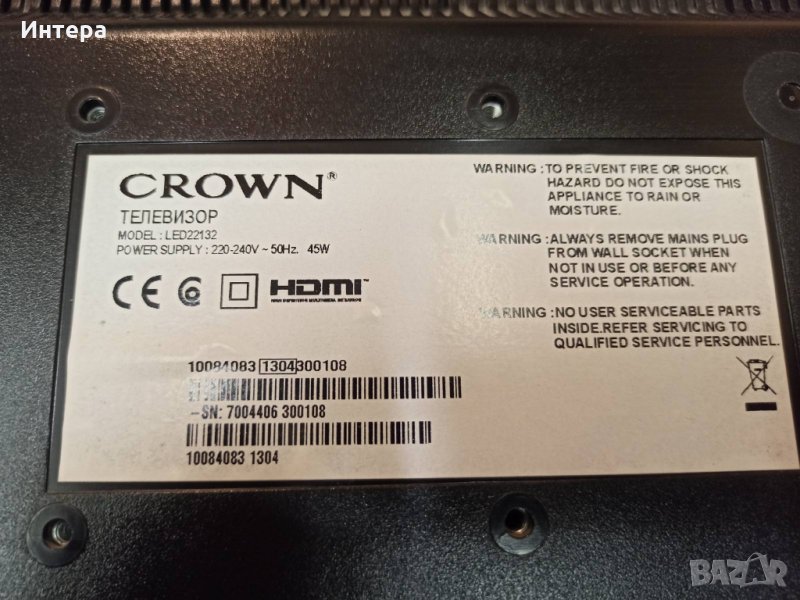 Интера
CROWN®
ТЕЛЕВИЗОР
MODEL : LED22132
POWER SUPPLY : 220-240V ~ 50Hz. 45W
CE HDMI
10084083 1304 300108
-SN: 7004406 300108
10084083 1304
WARNING :TO PREVENT FIRE OR SHOCK
HAZARD DO NOT EXPOSE THIS
APPLIANCE TO RAIN OR
MOISTURE.
WARNING :ALWAYS REMOVE MAINS PLUG
FROM WALL SOCKET WHEN
NOT IN USE OR BEFORE ANY
SERVICE OPERATION.
WARNING :NO USER SERVICEABLE PARTS
INSIDE.REFER SERVICING TO
QUALIFIED SERVICE PERSONNEL.
BAZAR